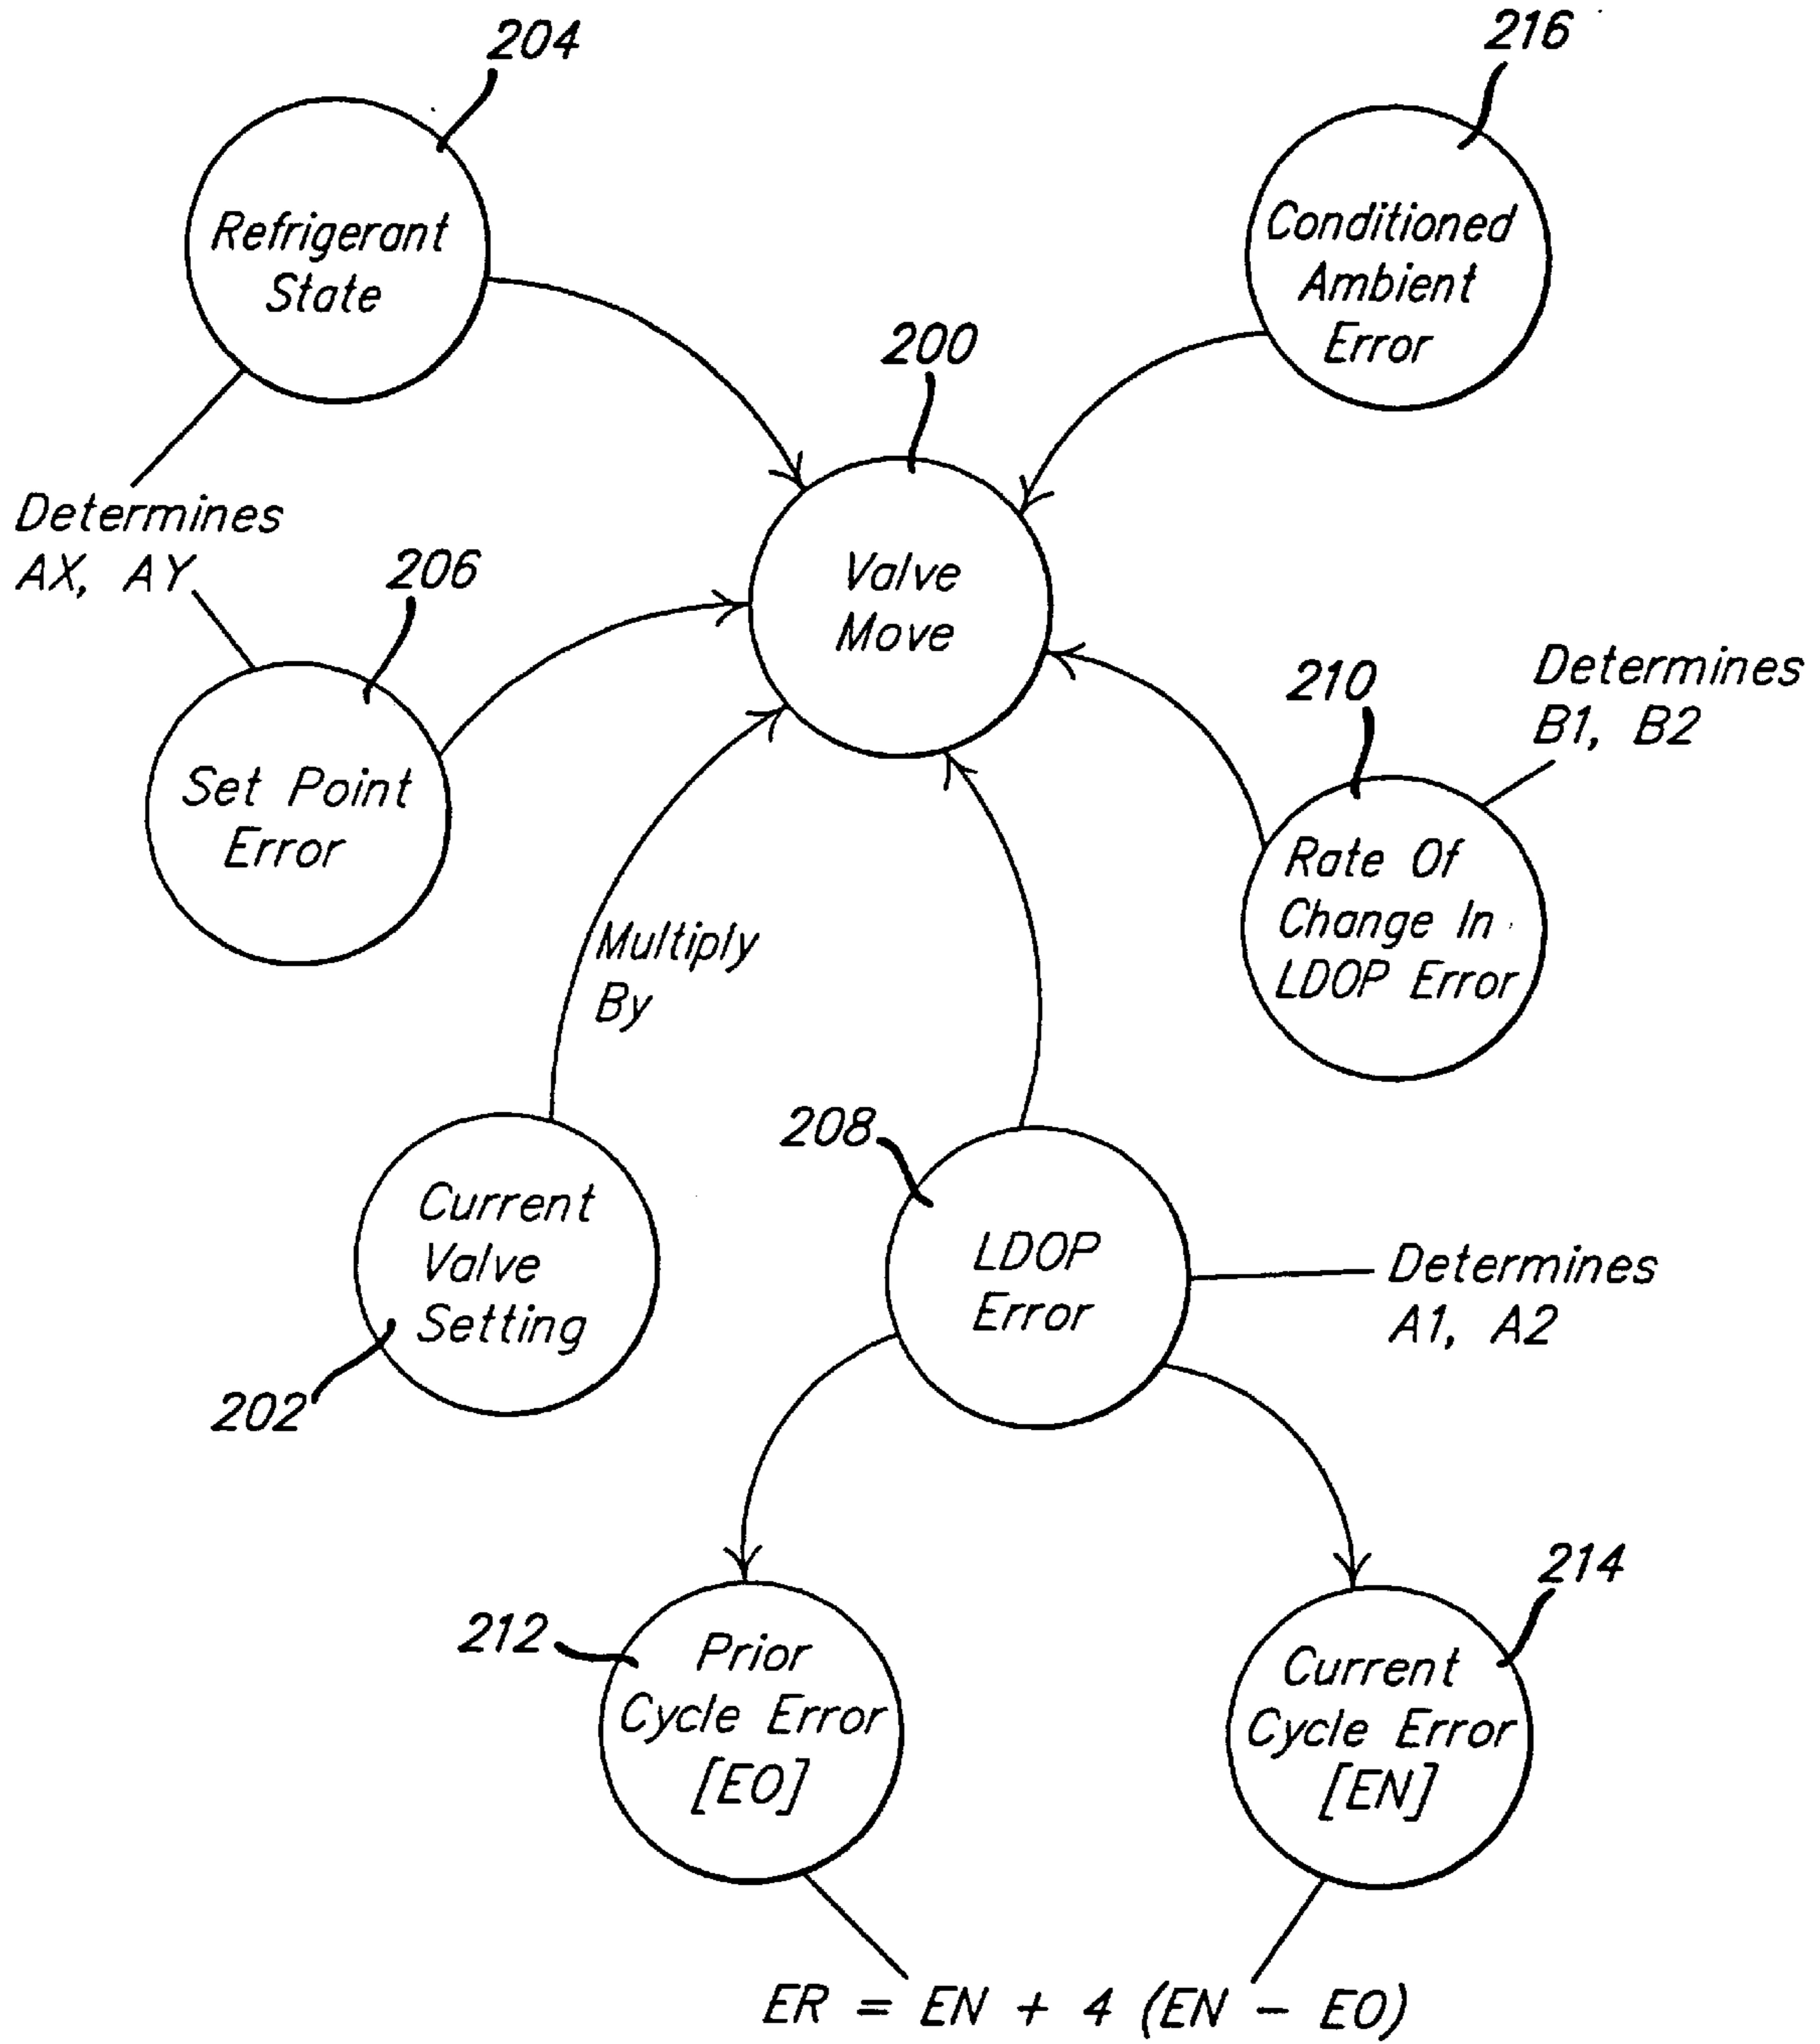 204
216
Refrigerant
State
Conditioned
Ambient
Error
200
Determines
AX, AY
206
Valve
Move
210
Determines
B1, B2
Set Point
Error
Rate Of
Change In
LDOP Error
Multiply
By
208
Current
Valve
Setting
202
LDOP
Error
Determines
A1, A2
212
Prior
Cycle Error
[EO]
214
Current
Cycle Error
[EN]
ER = EN + 4 (EN - EO)